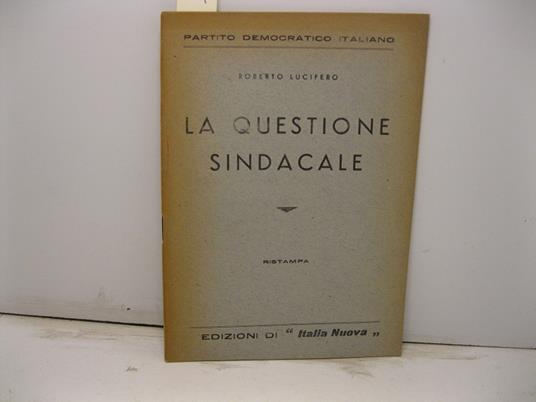 PARTITO DEMOCRATICO ITALIANO
ROBERTO LUCIFERO
LA QUESTIONE
SINDACALE
RISTAMPA
EDIZIONI DI " Italia Nuova „